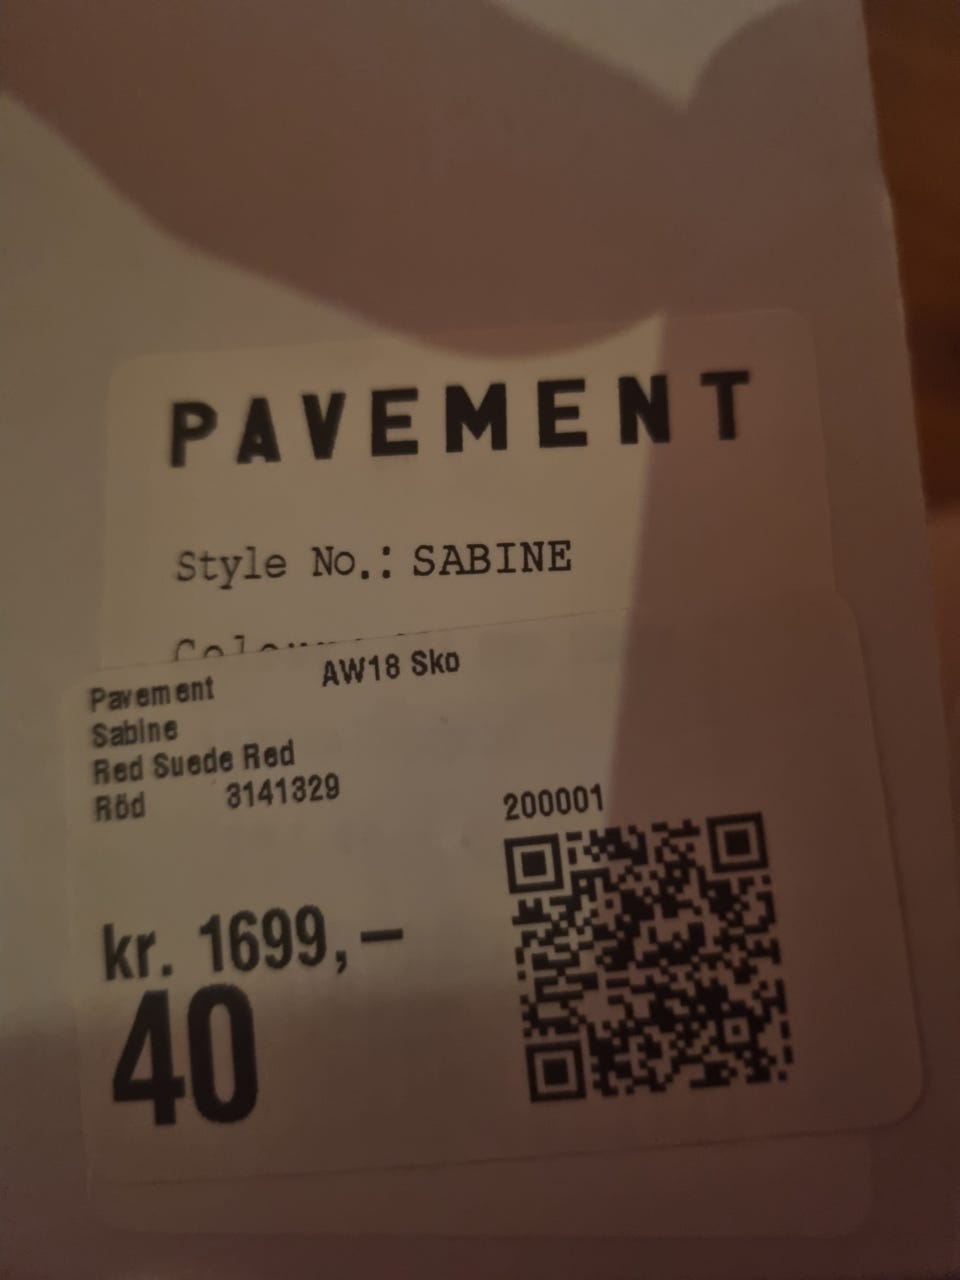 PAVEMENT
Style No.: SABINE
Pavement AW18 Sko
Sabine
Red Suede Red
Röd 3141329
200001
kr. 1699,-
40